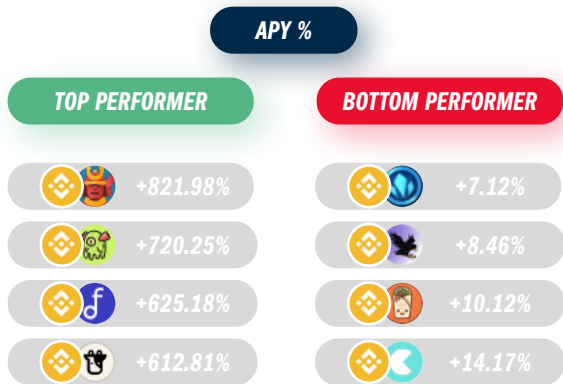 APY %
TOP PERFORMER
BOTTOM PERFORMER
+821.98%
+7.12%
+720.25%
+8.46%
+625.18%
+10.12%
+612.81%
+14.17%